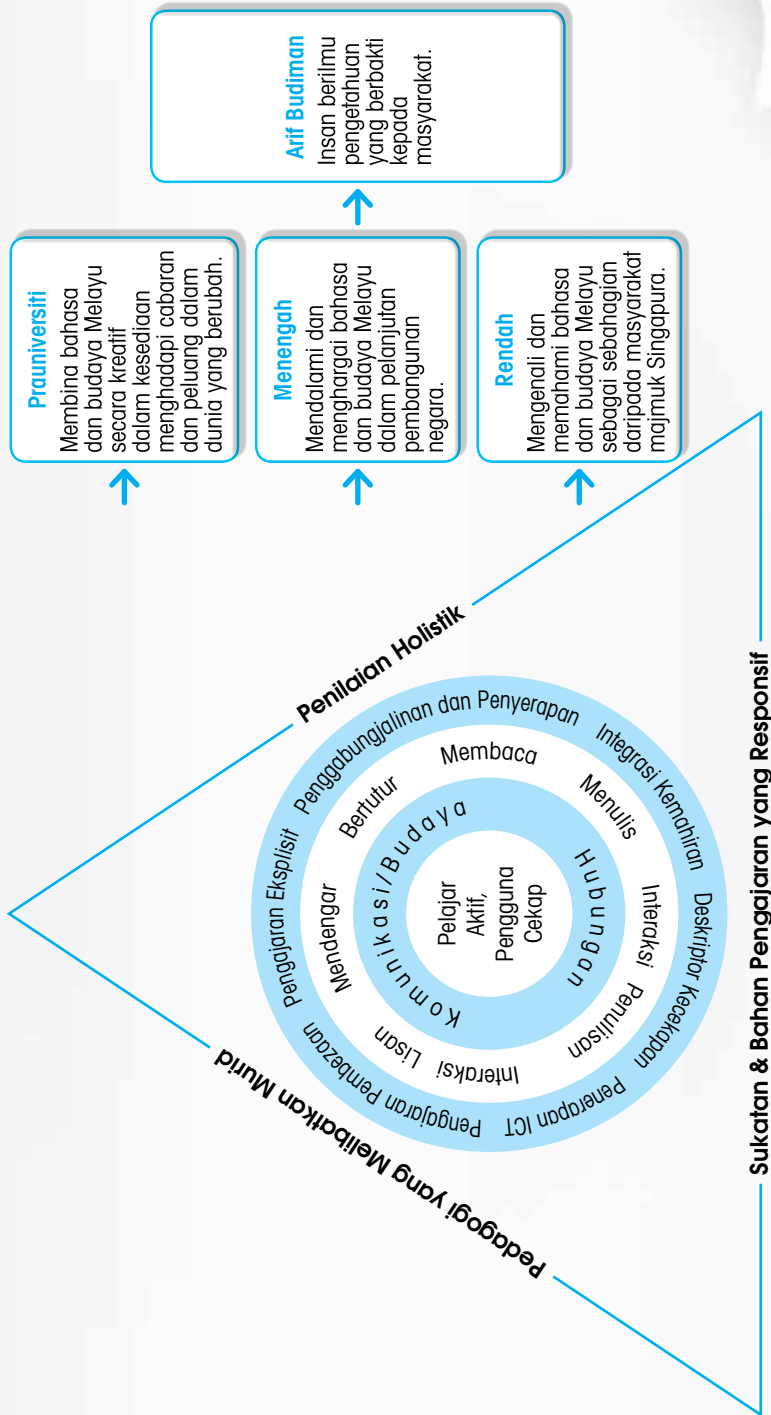 Pedagogi yang Melibatkan Murid
Penilaian Holistik
Sukatan & Bahan Pengajaran yang Responsif
Pengajaran Pembezaan
Pengajaran Eksplisit
Penggabungjalinan dan Penyerapan
Integrasi Kemahiran
Deskriptor Kecekapan
Penerapan ICT
Mendengar
Bertutur
Membaca
Menulis
Interaksi Penulisan
Interaksi Lisan
Komunikasi/Budaya
Hubungan
Pelajar
Aktif,
Pengguna
Cekap
Prauniversiti
Membina bahasa
dan budaya Melayu
secara kreatif
dalam kesediaan
menghadapi cabaran
dan peluang dalam
dunia yang berubah.
Menengah
Mendalami dan
menghargai bahasa
dan budaya Melayu
dalam pelanjutan
pembangunan
negara.
Rendah
Mengenali dan
memahami bahasa
dan budaya Melayu
sebagai sebahagian
daripada masyarakat
majmuk Singapura.
Arif Budiman
Insan berilmu
pengetahuan
yang berbakti
kepada
masyarakat.